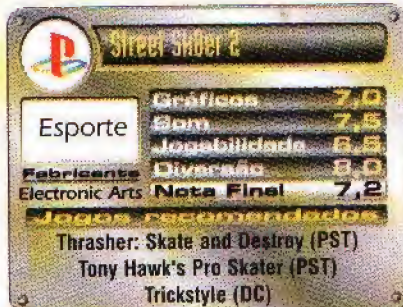 Street Sk8er 2
Esporte
Gráficos 7,0
Som 7,5
Jogabilidade 6,5
Diversão 8,0
Fabricante
Electronic Arts
Nota Final 7,2
Jogos recomendados
Thrasher: Skate and Destroy (PST)
Tony Hawk's Pro Skater (PST)
Trickstyle (DC)